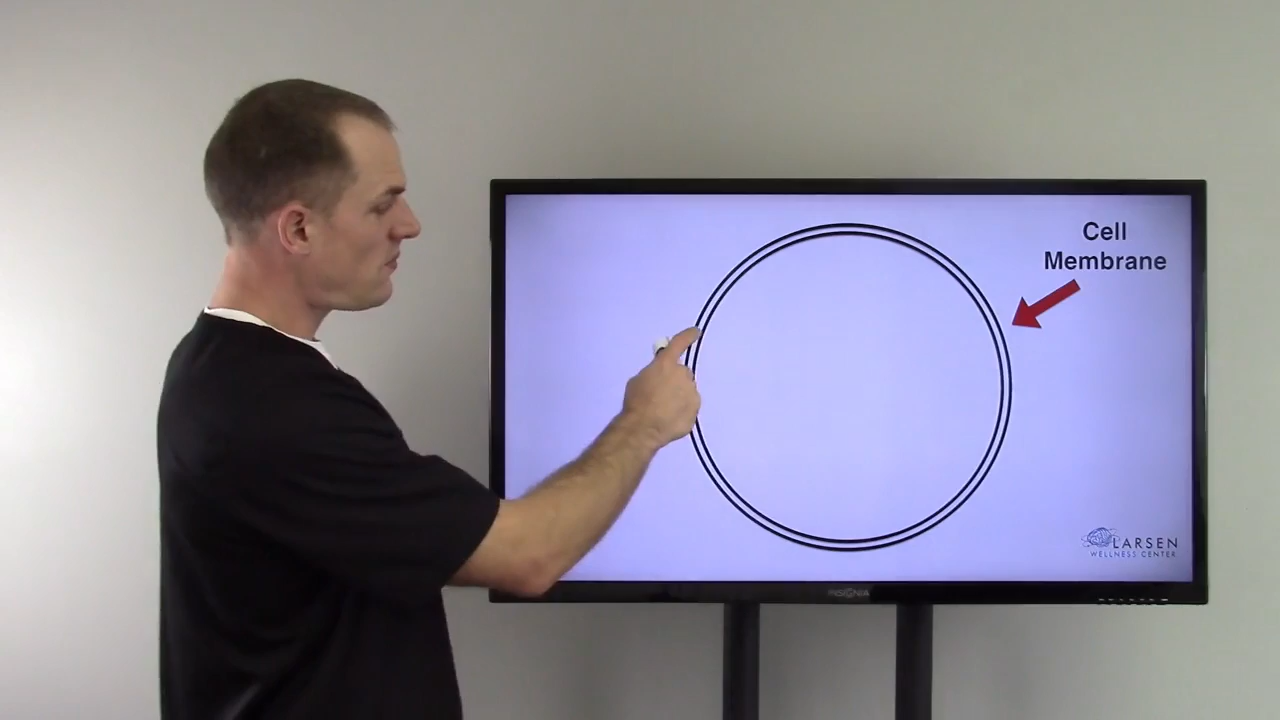 Cell
Membrane
LARSEN
WELLNESS CENTER
INSIGNIA